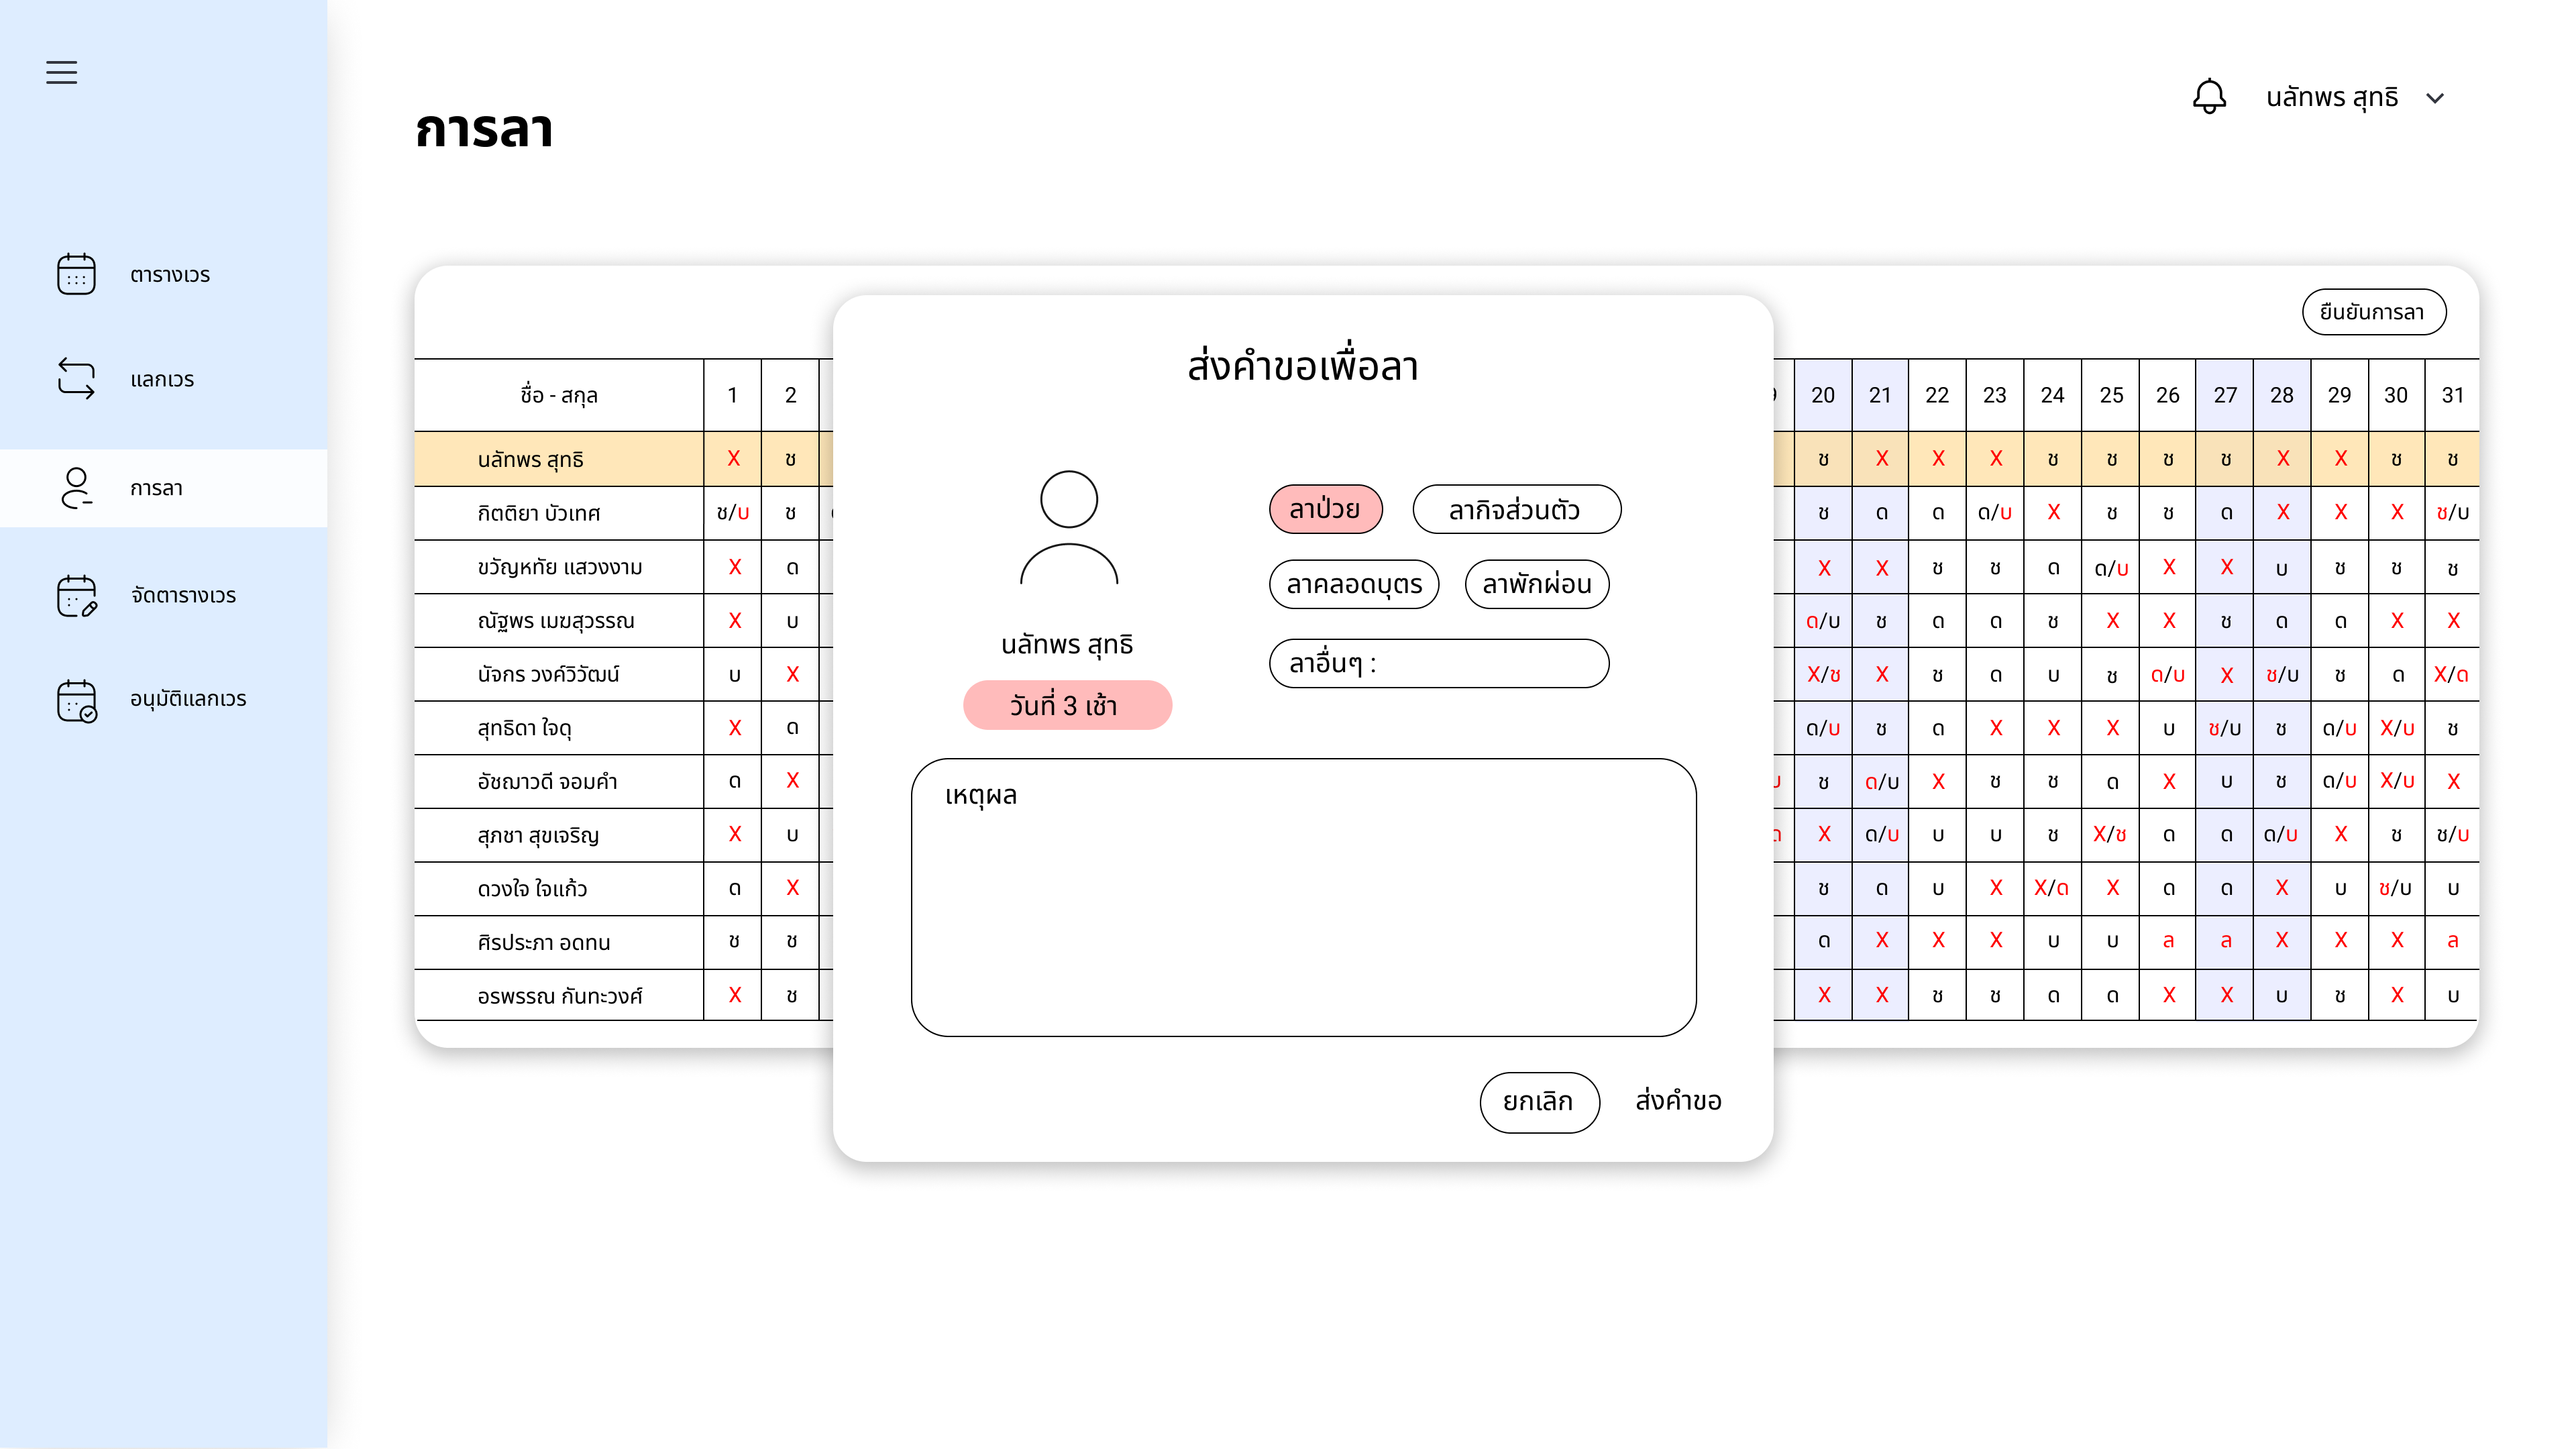 นลัทพร สุทธิ
การลา
ตารางเวร
แลกเวร
การลา
จัดตารางเวร
อนุมัติแลกเวร
ยืนยันการลา
ส่งคำขอเพื่อลา
นลัทพร สุทธิ
วันที่ 3 เช้า
ลาป่วย ลากิจส่วนตัว
ลาคลอดบุตร ลาพักผ่อน
ลาอื่นๆ :
เหตุผล
ยกเลิก ส่งคำขอ
ชื่อ - สกุล 1 2 20 21 22 23 24 25 26 27 28 29 30 31
นลัทพร สุทธิ X ช ช X X X ช ช ช ช X X ช ช
กิตติยา บัวเทศ ช/บ ช ช ด ด ด/บ X ช ช ด X X X ช/บ
ขวัญหทัย แสวงงาม X ด X X ช ช ด ด/บ X X บ ช ช ช
ณัฐพร เมฆสุวรรณ X บ ด/บ ช ด ด ช X X ช ด ด X X
นัจกร วงค์วิวัฒน์ บ X X/ช X ช ด บ ช ด/บ X ช/บ ช ด X/ด
สุทธิดา ใจดุ X ด ด/บ ช ด X X X บ ช/บ ช ด/บ X/บ ช
อัชฌาวดี จอมคำ ด X ช ด/บ X ช ช ด X บ ช ด/บ X/บ X
สุภชา สุขเจริญ X บ X ด/บ บ บ ช X/ช ด ด ด/บ X ช ช/บ
ดวงใจ ใจแก้ว ด X ช ด บ X X/ด X ด ด X บ ช/บ บ
ศิรประภา อดทน ช ช ด X X X บ บ ล ล X X X ล
อรพรรณ กันทะวงศ์ X ช X X ช ช ด ด X X บ ช X บ